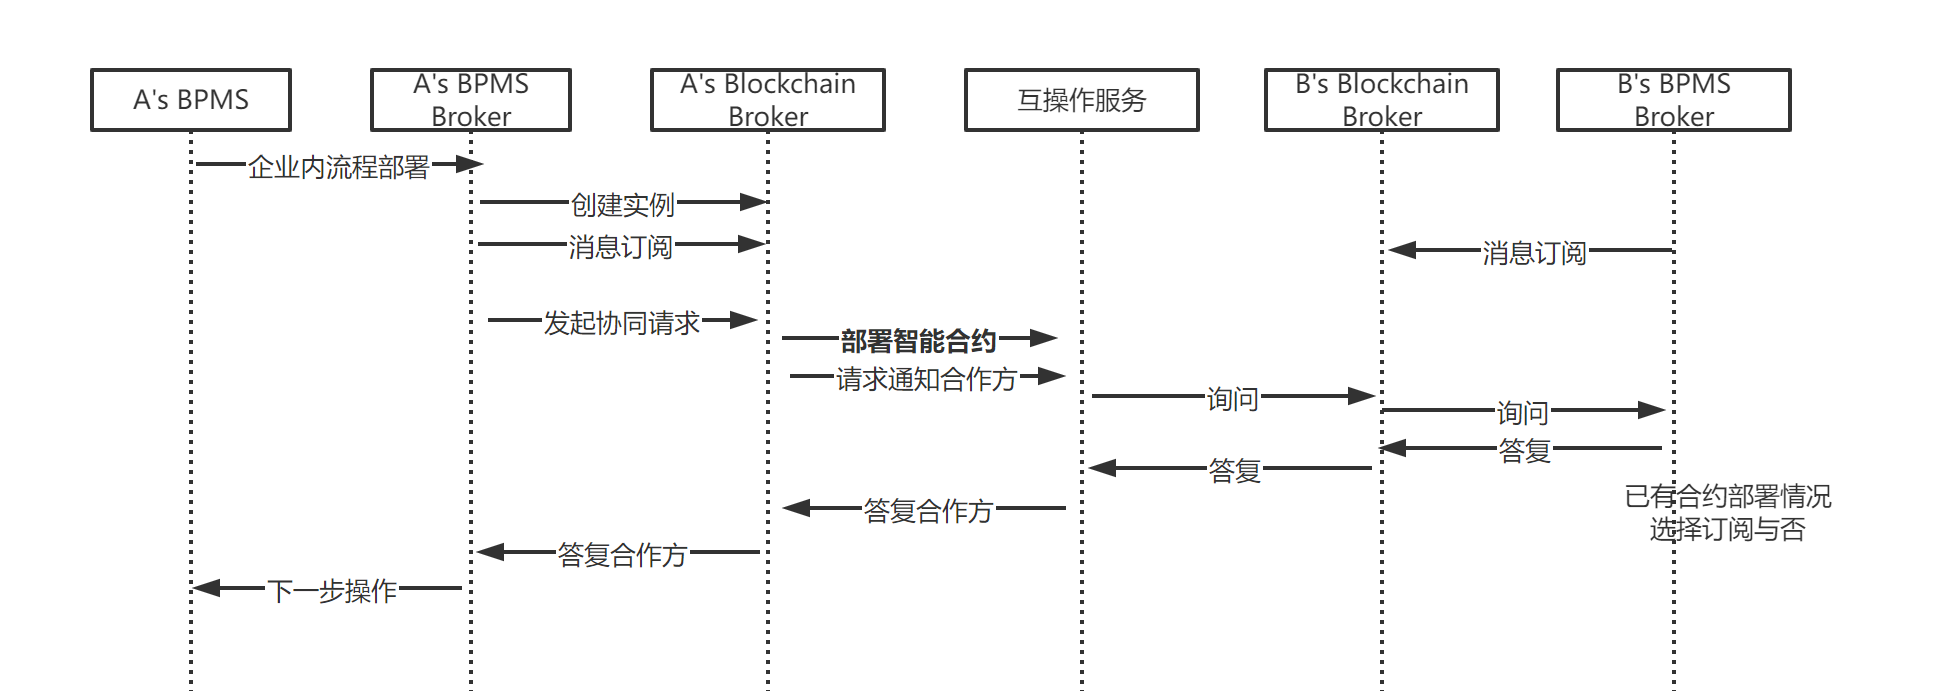 A's BPMS
A's BPMS
Broker
A's Blockchain
Broker
互操作服务
B's Blockchain
Broker
B's BPMS
Broker
企业内流程部署
创建实例
消息订阅
消息订阅
发起协同请求
部署智能合约
请求通知合作方
询问
询问
答复
答复
已有合约部署情况
选择订阅与否
答复合作方
答复合作方
下一步操作